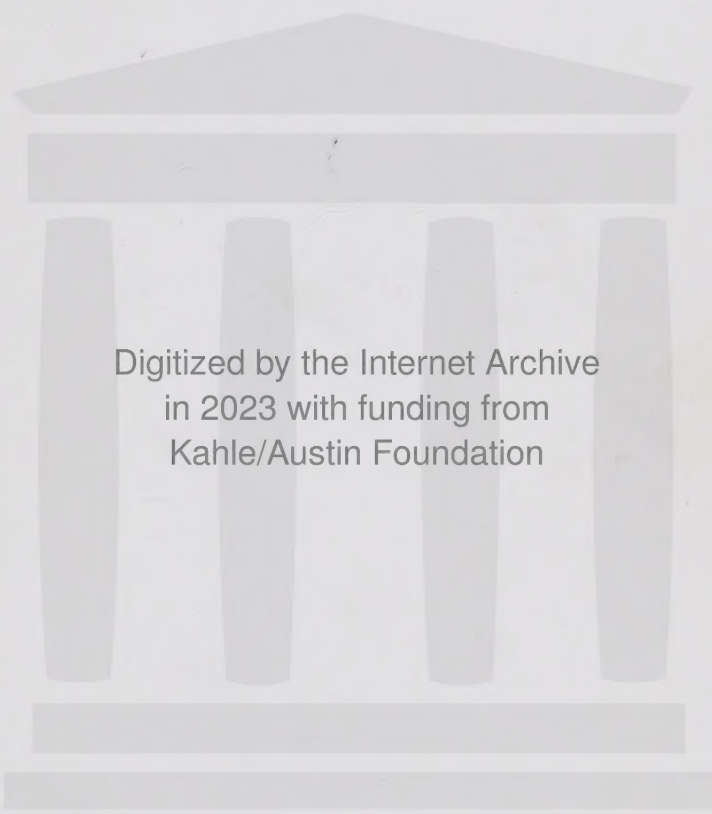 Digitized by the Internet Archive
in 2023 with funding from
Kahle/Austin Foundation